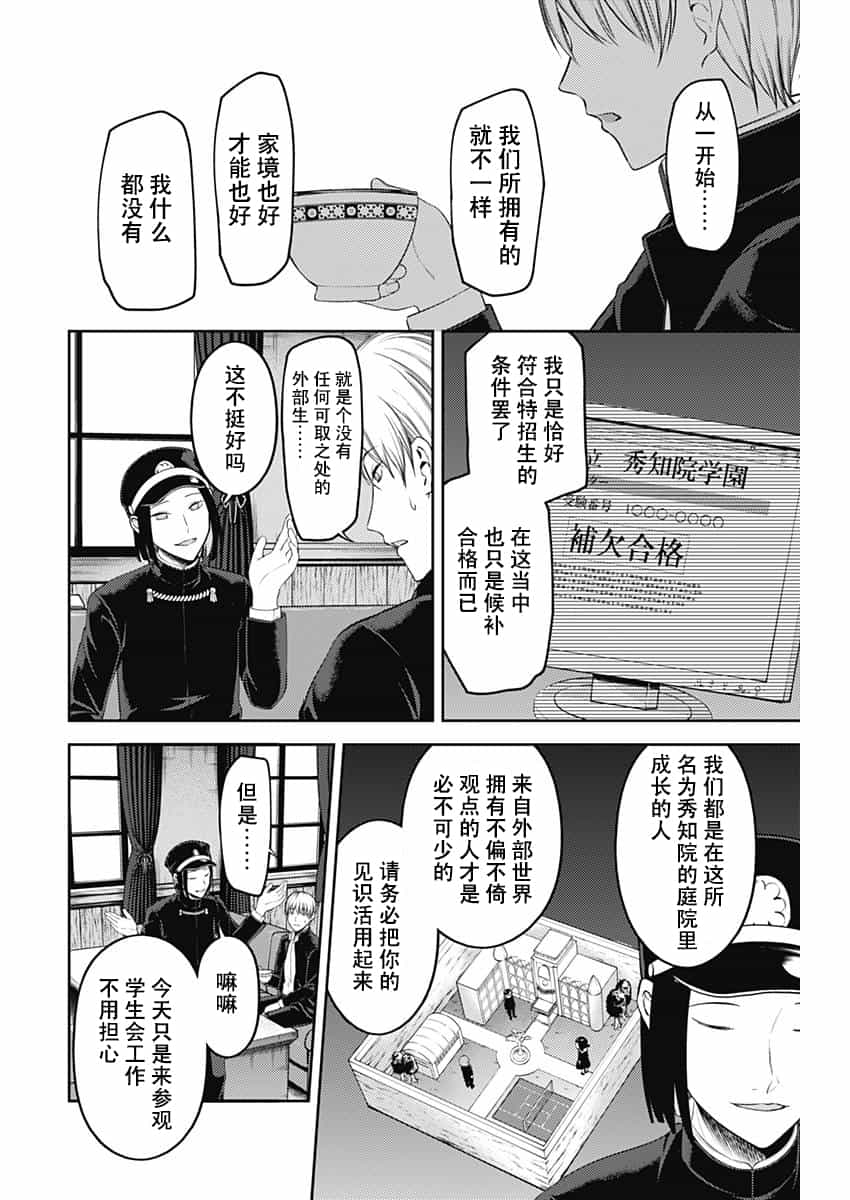 从一开始……
我们所拥有的
就不一样
家境也好
才能也好
我什么
都没有
我只是恰好
符合特招生的
条件罢了
在这当中
也只是候补
合格而已
立 秀知院学園
ター
受験番号 1000-0000
補欠合格
就是个没有
任何可取之处的
外部生……
这不挺好吗
我们都是在这所
名为秀知院的庭院里
成长的人
来自外部世界
拥有不偏不倚
观点的人才是
必不可少的
请务必把你的
见识活用起来
但是……
嘛嘛
今天只是来参观
学生会工作
不用担心